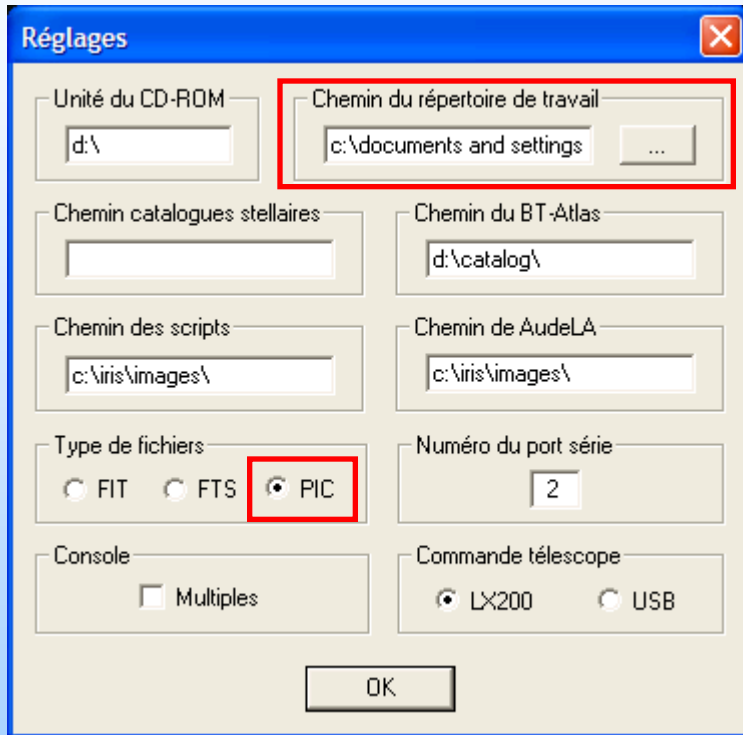 Réglages
Unité du CD-ROM
d:\
Chemin du répertoire de travail
c:\documents and settings
...
Chemin catalogues stellaires
Chemin du BT-Atlas
d:\catalog\
Chemin des scripts
c:\iris\images\
Chemin de AudeLA
c:\iris\images\
Type de fichiers
FIT FTS PIC
Numéro du port série
2
Console
Multiples
Commande télescope
LX200 USB
OK